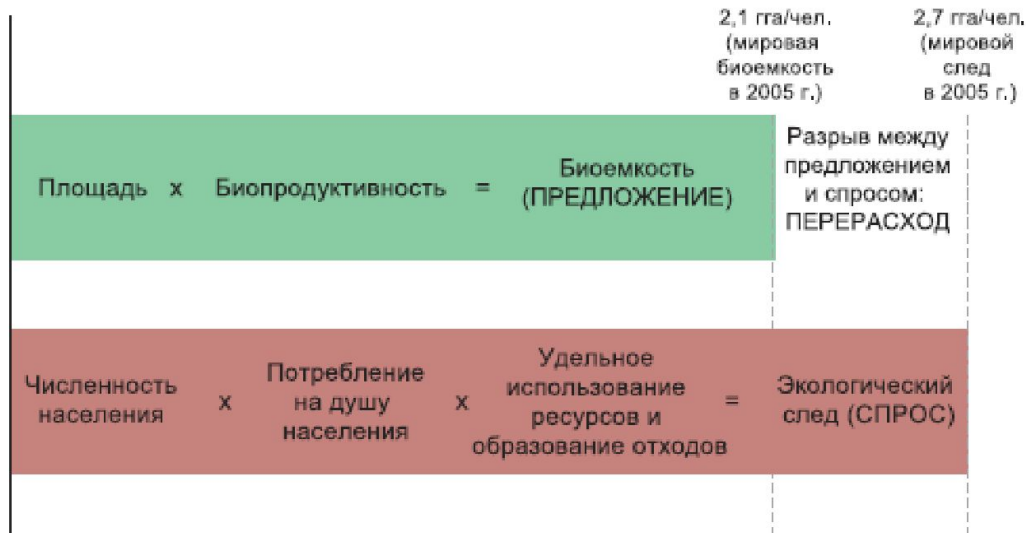 2,1 гга/чел.
(мировая
биоемкость
в 2005 г.)
2,7 гга/чел.
(мировой
след
в 2005 г.)
Площадь х Биопродуктивность =
Биоемкость
(ПРЕДЛОЖЕНИЕ)
Разрыв между
предложением
и спросом:
ПЕРЕРАСХОД
Численность
населения
х
Потребление
на душу
населения
х
Удельное
использование
ресурсов и
образование отходов
=
Экологический
след (СПРОС)